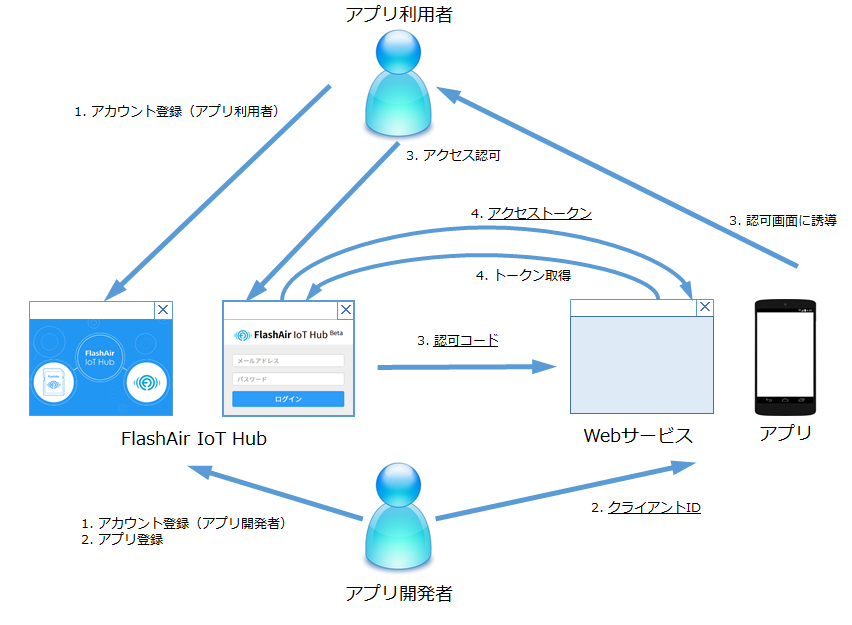 アプリ利用者
1. アカウント登録（アプリ利用者）
3. アクセス認可
4. アクセストークン
3. 認可画面に誘導
4. トークン取得
FlashAir
IoT Hub
FlashAir IoT Hub Beta
メールアドレス
パスワード
ログイン
3. 認可コード
FlashAir IoT Hub
Webサービス
アプリ
1. アカウント登録（アプリ開発者）
2. アプリ登録
2. クライアントID
アプリ開発者